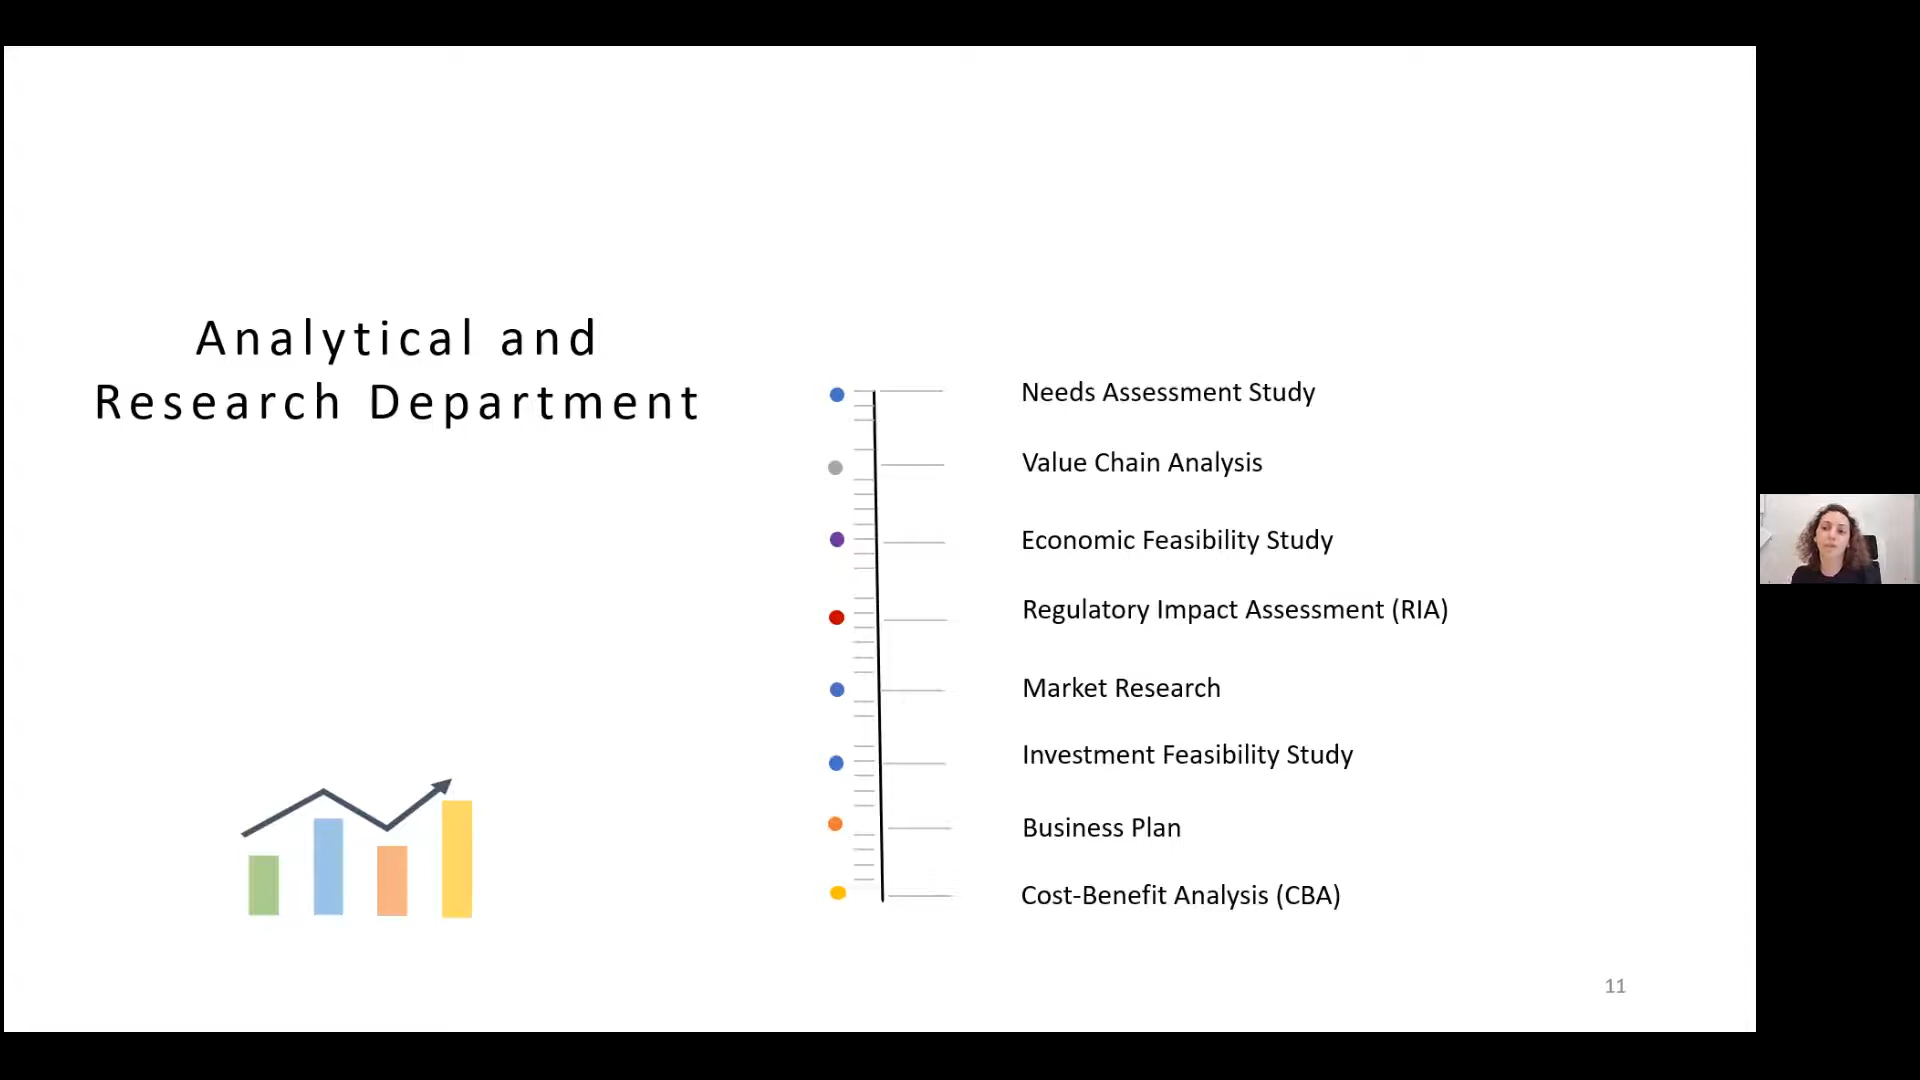 Analytical and
Research Department
Needs Assessment Study
Value Chain Analysis
Economic Feasibility Study
Regulatory Impact Assessment (RIA)
Market Research
Investment Feasibility Study
Business Plan
Cost-Benefit Analysis (CBA)
11